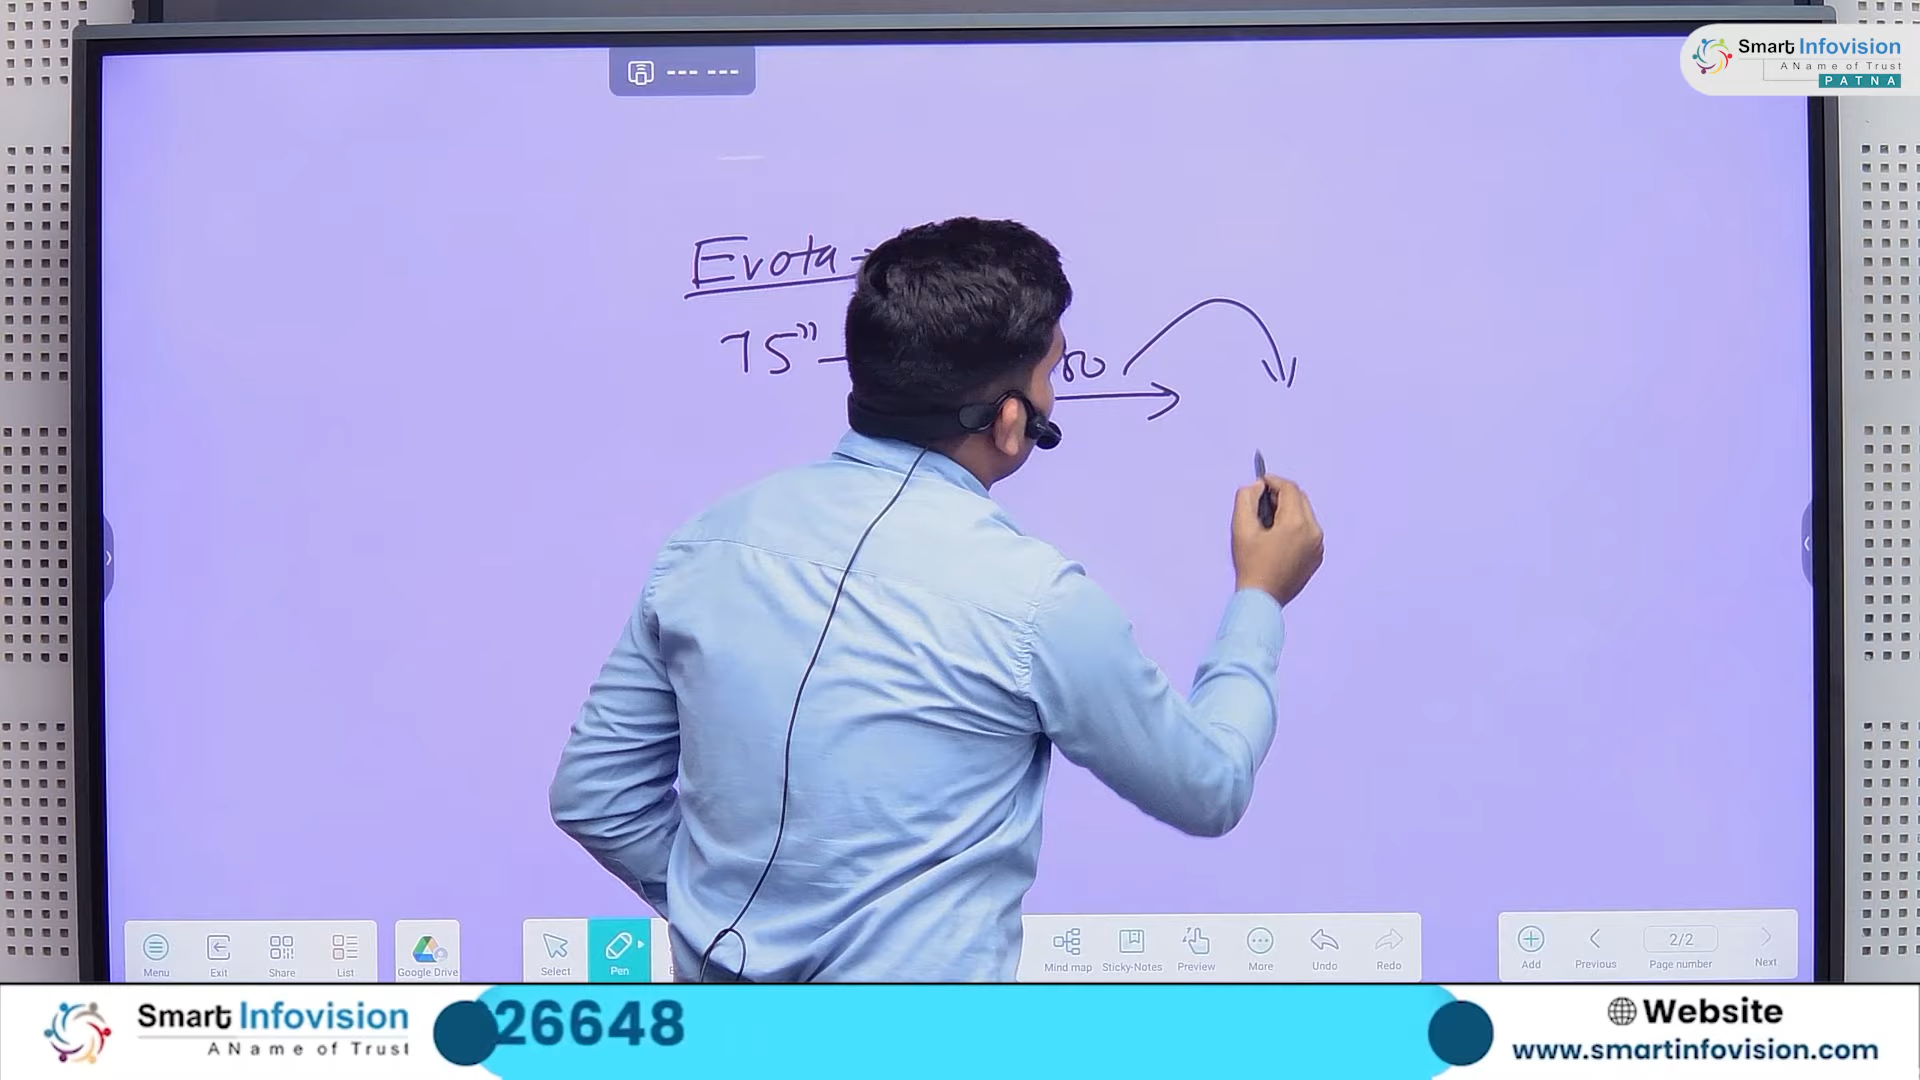 --- ---
Smart Infovision
A Name of Trust
PATNA
Evota
75"
Menu
Exit
Share
List
Google Drive
Select
Pen
Mind map
Sticky-Notes
Preview
More
Undo
Redo
Add
Previous
2/2
Page number
Next
Smart Infovision
A Name of Trust
26648
Website
www.smartinfovision.com